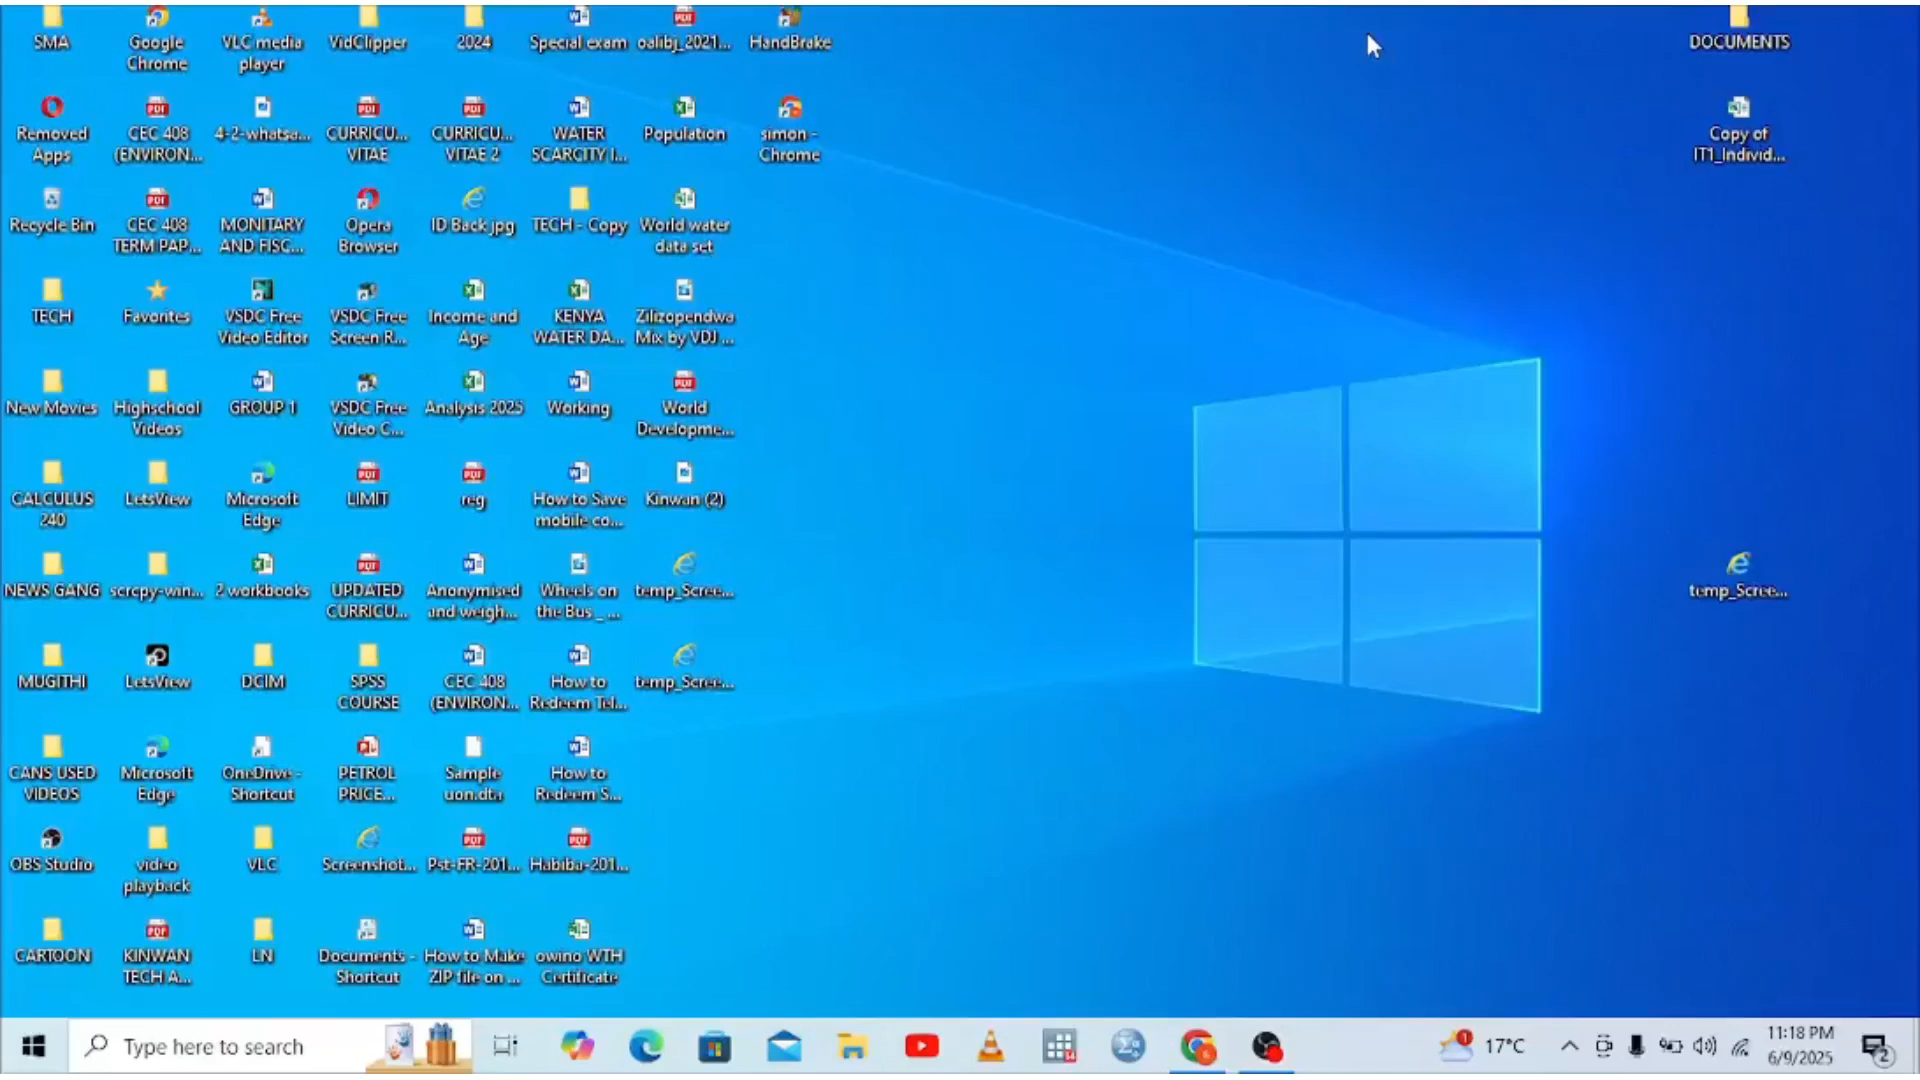 SMA
Google
Chrome
VLC media
player
VidClipper
2024
Special exam
oalibj_2021...
HandBrake
DOCUMENTS
Removed
Apps
CEC 408
(ENVIRON...
4-2-whatsa...
CURRICU...
VITAE
CURRICU...
VITAE 2
WATER
SCARCITY I...
Population
simon -
Chrome
Copy of
IT1_Individ...
Recycle Bin
CEC 408
TERM PAP...
MONITARY
AND FISC...
Opera
Browser
ID Back.jpg
TECH - Copy
World water
data set
TECH
Favorites
VSDC Free
Video Editor
VSDC Free
Screen R...
Income and
Age
KENYA
WATER DA...
Zilizopendwa
Mix by VDJ ...
New Movies
Highschool
Videos
GROUP 1
VSDC Free
Video C...
Analysis 2025
Working
World
Developme...
CALCULUS
240
LetsView
Microsoft
Edge
LIMIT
reg
How to Save
mobile co...
Kinwan (2)
NEWS GANG
scrcpy-win...
2 workbooks
UPDATED
CURRICU...
Anonymised
and weigh...
Wheels on
the Bus _ ...
temp_Scree...
temp_Scree...
MUGITHI
LetsView
DCIM
SPSS
COURSE
CEC 408
(ENVIRON...
How to
Redeem Tel...
temp_Scree...
CANS USED
VIDEOS
Microsoft
Edge
OneDrive -
Shortcut
PETROL
PRICE...
Sample
uon.dta
How to
Redeem S...
OBS Studio
video
playback
VLC
Screenshot...
Pst-FR-201...
Habiba-201...
CARTOON
KINWAN
TECH A...
LN
Documents -
Shortcut
How to Make
ZIP file on ...
owino WTH
Certificate
Type here to search
17°C
11:18 PM
6/9/2025
2